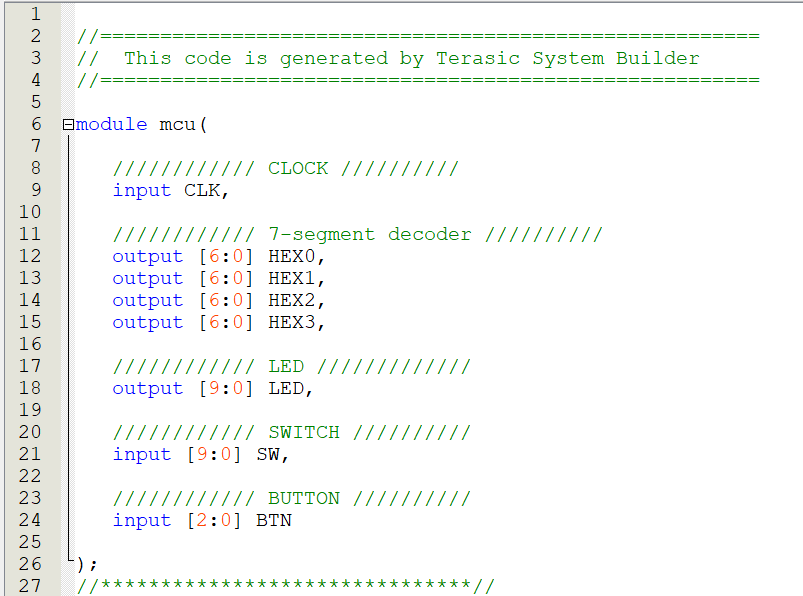 1
2 //=======================================================
3 //  This code is generated by Terasic System Builder
4 //=======================================================
5
6 module mcu(
7
8 //////////// CLOCK //////////
9 input CLK,
10
11 //////////// 7-segment decoder //////////
12 output [6:0] HEX0,
13 output [6:0] HEX1,
14 output [6:0] HEX2,
15 output [6:0] HEX3,
16
17 //////////// LED /////////////
18 output [9:0] LED,
19
20 //////////// SWITCH //////////
21 input [9:0] SW,
22
23 //////////// BUTTON //////////
24 input [2:0] BTN
25
26 );
27 //*******************************//